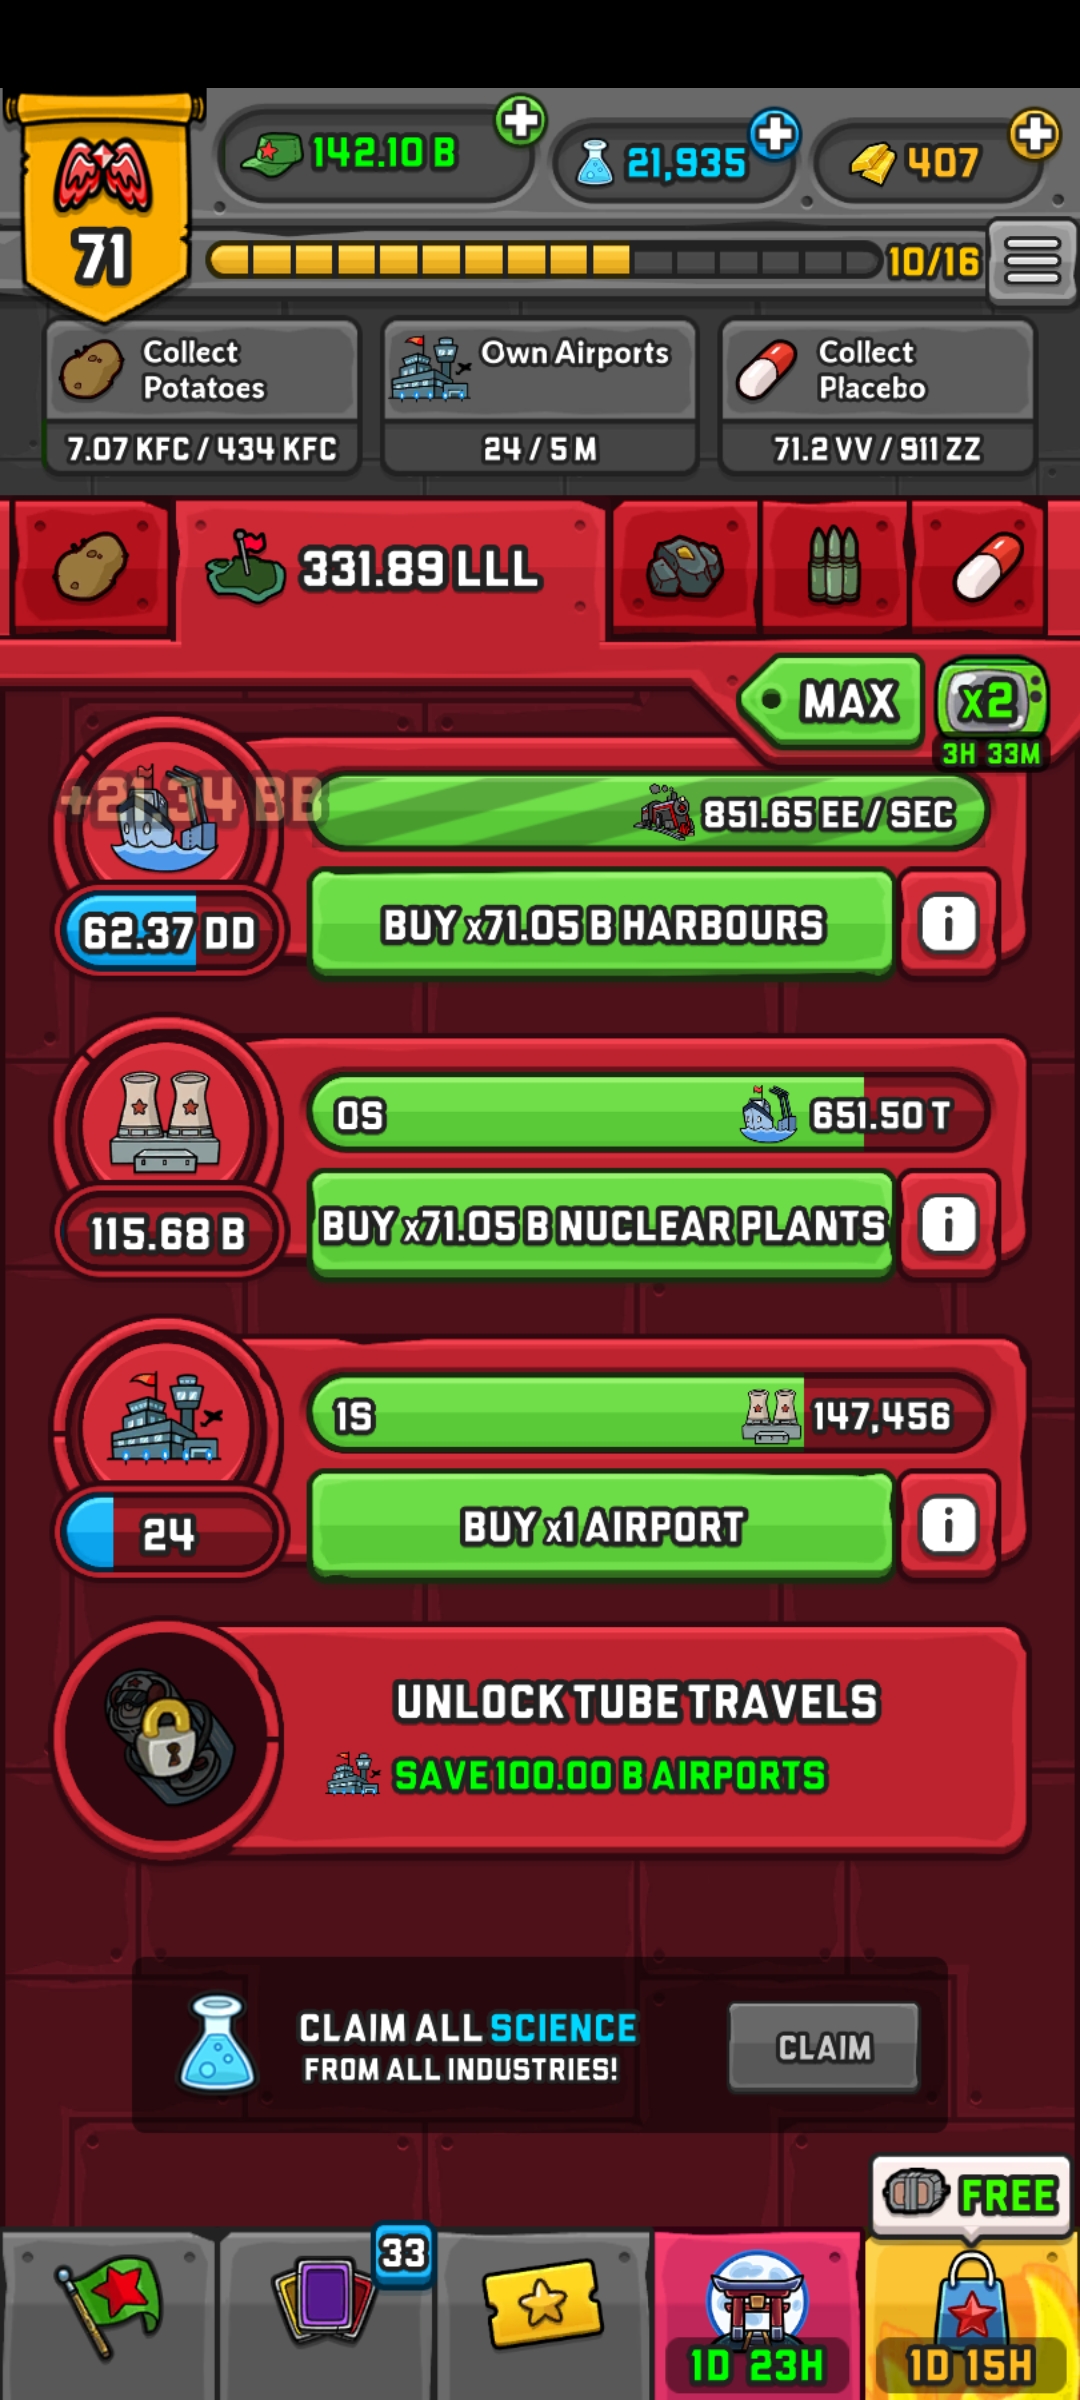 142.10 B
21,935
407
71
10/16
Collect
Potatoes
7.07 KFC / 434 KFC
Own Airports
24 / 5 M
Collect
Placebo
71.2 VV / 911 ZZ
331.89 LLL
MAX
x2
3H 33M
+21.34 BB
851.65 EE / SEC
62.37 DD
BUY x71.05 B HARBOURS
i
0S
651.50 T
115.68 B
BUY x71.05 B NUCLEAR PLANTS
i
1S
147,456
24
BUY x1 AIRPORT
i
UNLOCK TUBE TRAVELS
SAVE 100.00 B AIRPORTS
CLAIM ALL SCIENCE
FROM ALL INDUSTRIES!
CLAIM
FREE
33
1D 23H
1D 15H